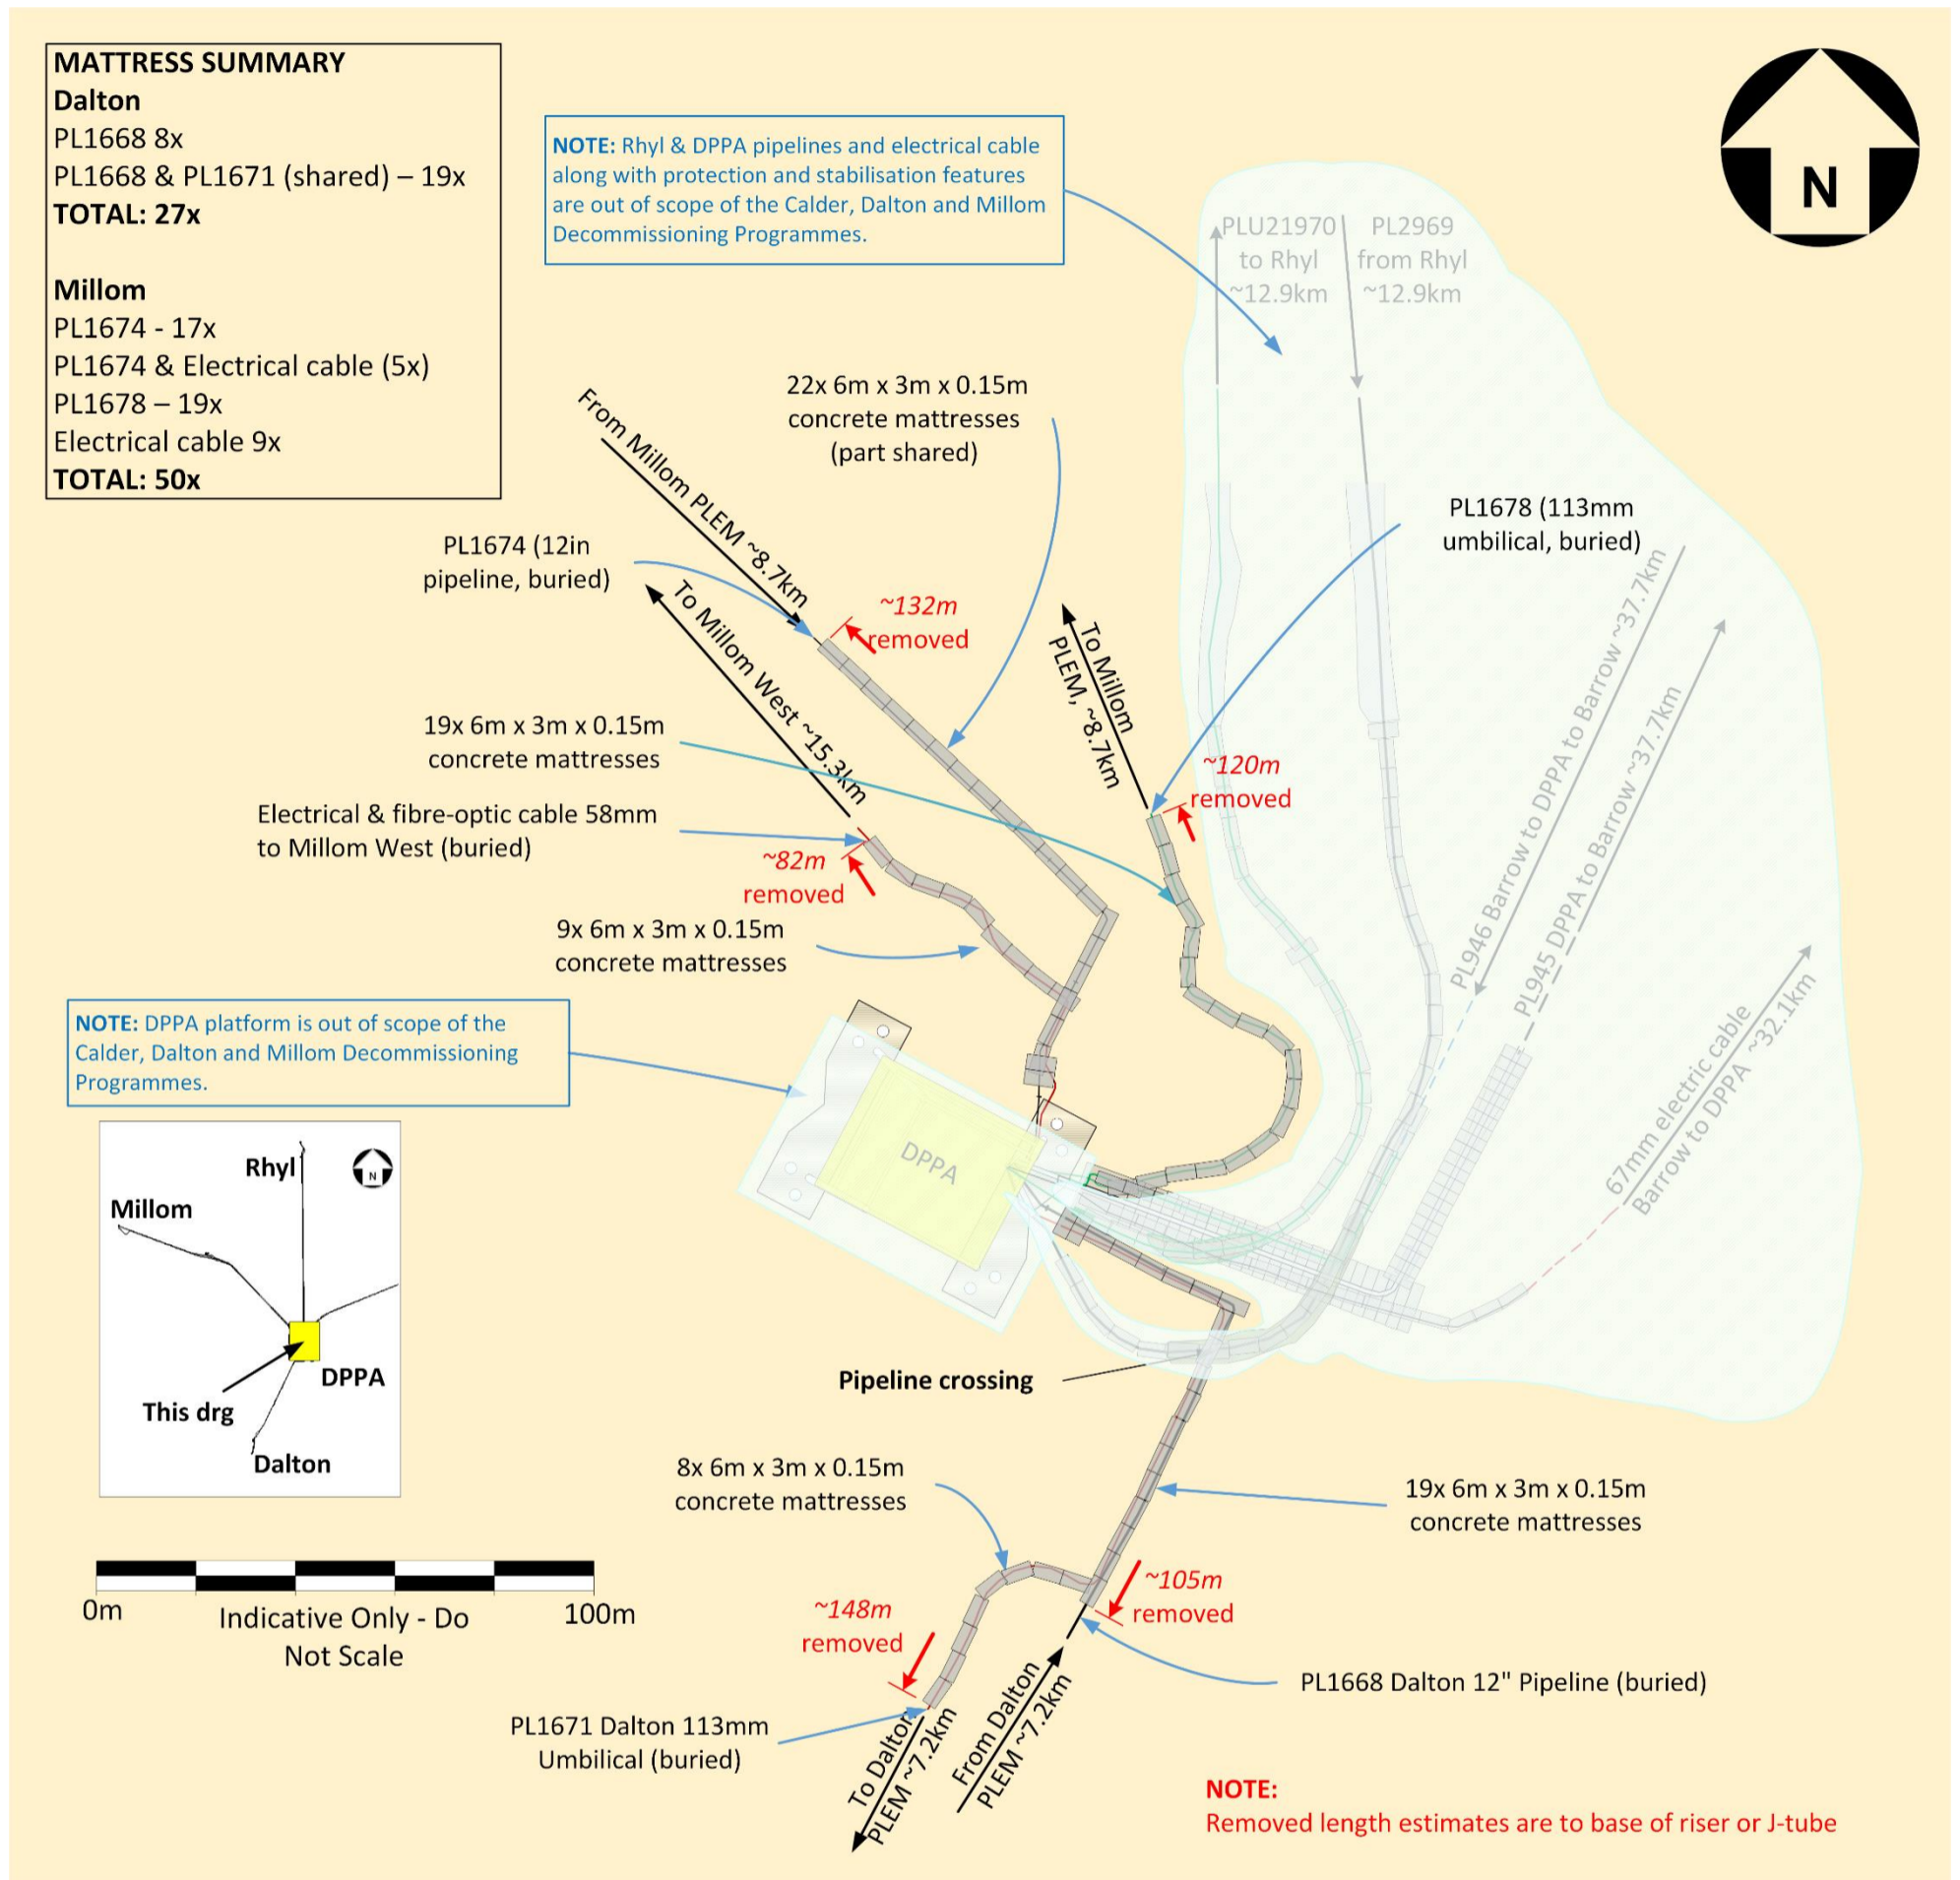 MATTRESS SUMMARY
Dalton
PL1668 8x
PL1668 & PL1671 (shared) – 19x
TOTAL: 27x
Millom
PL1674 - 17x
PL1674 & Electrical cable (5x)
PL1678 – 19x
Electrical cable 9x
TOTAL: 50x
NOTE: Rhyl & DPPA pipelines and electrical cable
along with protection and stabilisation features
are out of scope of the Calder, Dalton and Millom
Decommissioning Programmes.
N
PLU21970
to Rhyl
~12.9km
PL2969
from Rhyl
~12.9km
22x 6m x 3m x 0.15m
concrete mattresses
(part shared)
From Millom PLEM ~8.7km
PL1678 (113mm
umbilical, buried)
PL1674 (12in
pipeline, buried)
To Millom West ~15.3km
~132m
removed
To Millom
PLEM, ~8.7km
PL946 Barrow to DPPA to Barrow ~37.7km
PL945 DPPA to Barrow ~37.7km
19x 6m x 3m x 0.15m
concrete mattresses
~120m
removed
Electrical & fibre-optic cable 58mm
to Millom West (buried)
~82m
removed
9x 6m x 3m x 0.15m
concrete mattresses
67mm electric cable
Barrow to DPPA ~32.1km
NOTE: DPPA platform is out of scope of the
Calder, Dalton and Millom Decommissioning
Programmes.
DPPA
Rhyl
N
Millom
DPPA
This drg
Dalton
Pipeline crossing
8x 6m x 3m x 0.15m
concrete mattresses
19x 6m x 3m x 0.15m
concrete mattresses
0m
100m
Indicative Only - Do
Not Scale
~148m
removed
~105m
removed
PL1668 Dalton 12" Pipeline (buried)
PL1671 Dalton 113mm
Umbilical (buried)
To Dalton
PLEM ~7.2km
From Dalton
PLEM ~7.2km
NOTE:
Removed length estimates are to base of riser or J-tube